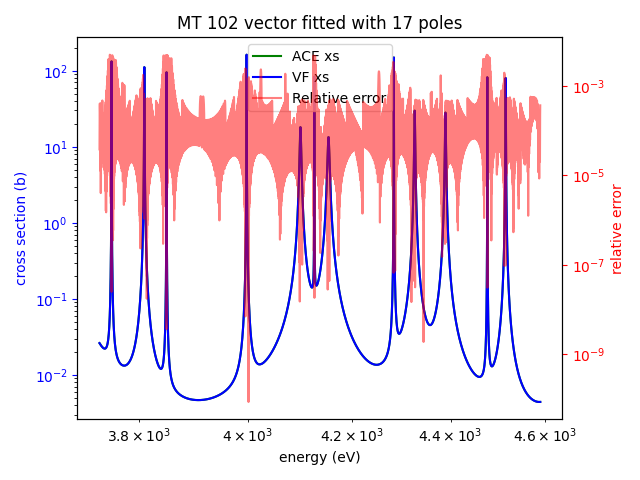 MT 102 vector fitted with 17 poles
ACE xs
VF xs
Relative error
10²
10¹
10⁰
10⁻¹
10⁻²
cross section (b)
10⁻³
10⁻⁵
10⁻⁷
10⁻⁹
relative error
3.8 × 10³ 4 × 10³ 4.2 × 10³ 4.4 × 10³ 4.6 × 10³
energy (eV)